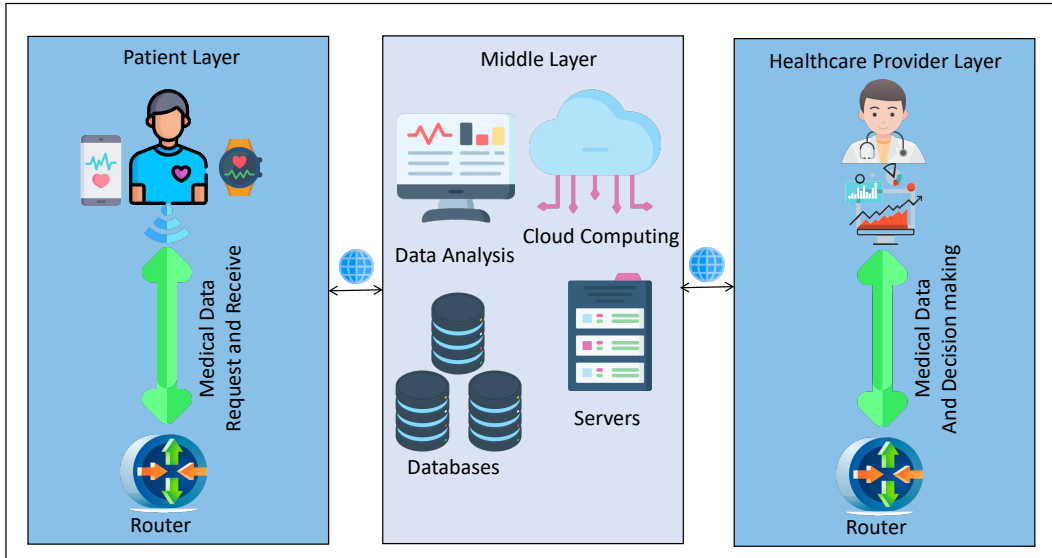 Patient Layer
Medical Data
Request and Receive
Router
Middle Layer
Data Analysis
Cloud Computing
Databases
Servers
Healthcare Provider Layer
Medical Data
And Decision making
Router